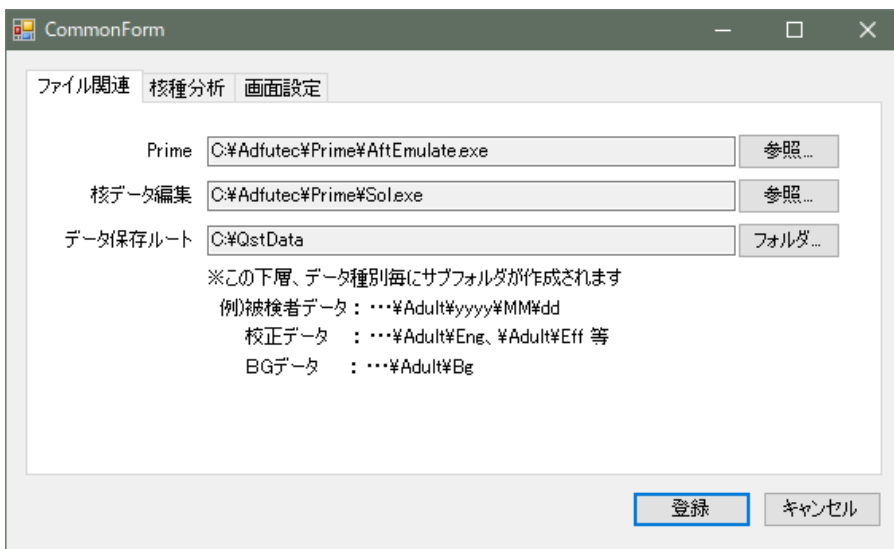 CommonForm
ファイル関連 核種分析 画面設定
Prime C:¥Adfutec¥Prime¥AftEmulate.exe 参照...
核データ編集 C:¥Adfutec¥Prime¥Sol.exe 参照...
データ保存ルート C:¥QstData フォルダ...
※この下層、データ種別毎にサブフォルダが作成されます
例)被検者データ：・・・¥Adult¥yyyy¥MM¥dd
校正データ ：・・・¥Adult¥Eng、¥Adult¥Eff 等
BGデータ ：・・・¥Adult¥Bg
登録 キャンセル